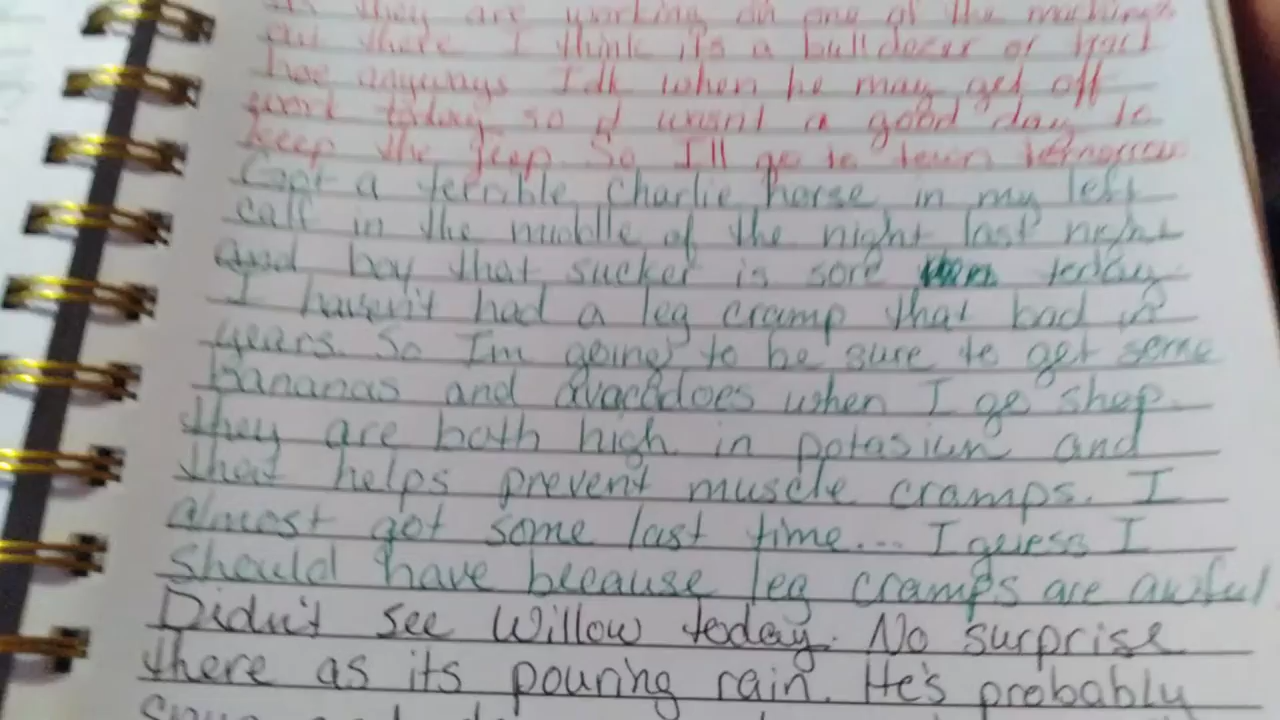 they are working on one of the machines
out there I think it's a bulldozer or track
hoe anyways Idk when he may get off
work today so it wasnt a good day to
keep the jeep. So I'll go to town tomorrow
Got a terrible Charlie horse in my left
calf in the middle of the night last night
and boy that sucker is sore today
I haven't had a leg cramp that bad in
years. So Im going to be sure to get some
bananas and avacadoes when I go shop.
they are both high in potasium and
that helps prevent muscle cramps. I
almost got some last time... I guess I
should have because leg cramps are awful
Didn't see Willow today. No surprise
there as its pouring rain. He's probably